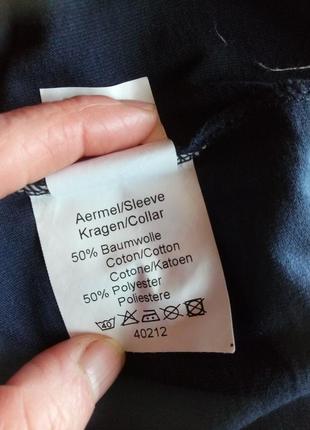 Aermel/Sleeve
Kragen/Collar
50% Baumwolle
Coton/Cotton
Cotone/Katoen
50% Polyester
Poliestere
40
40212